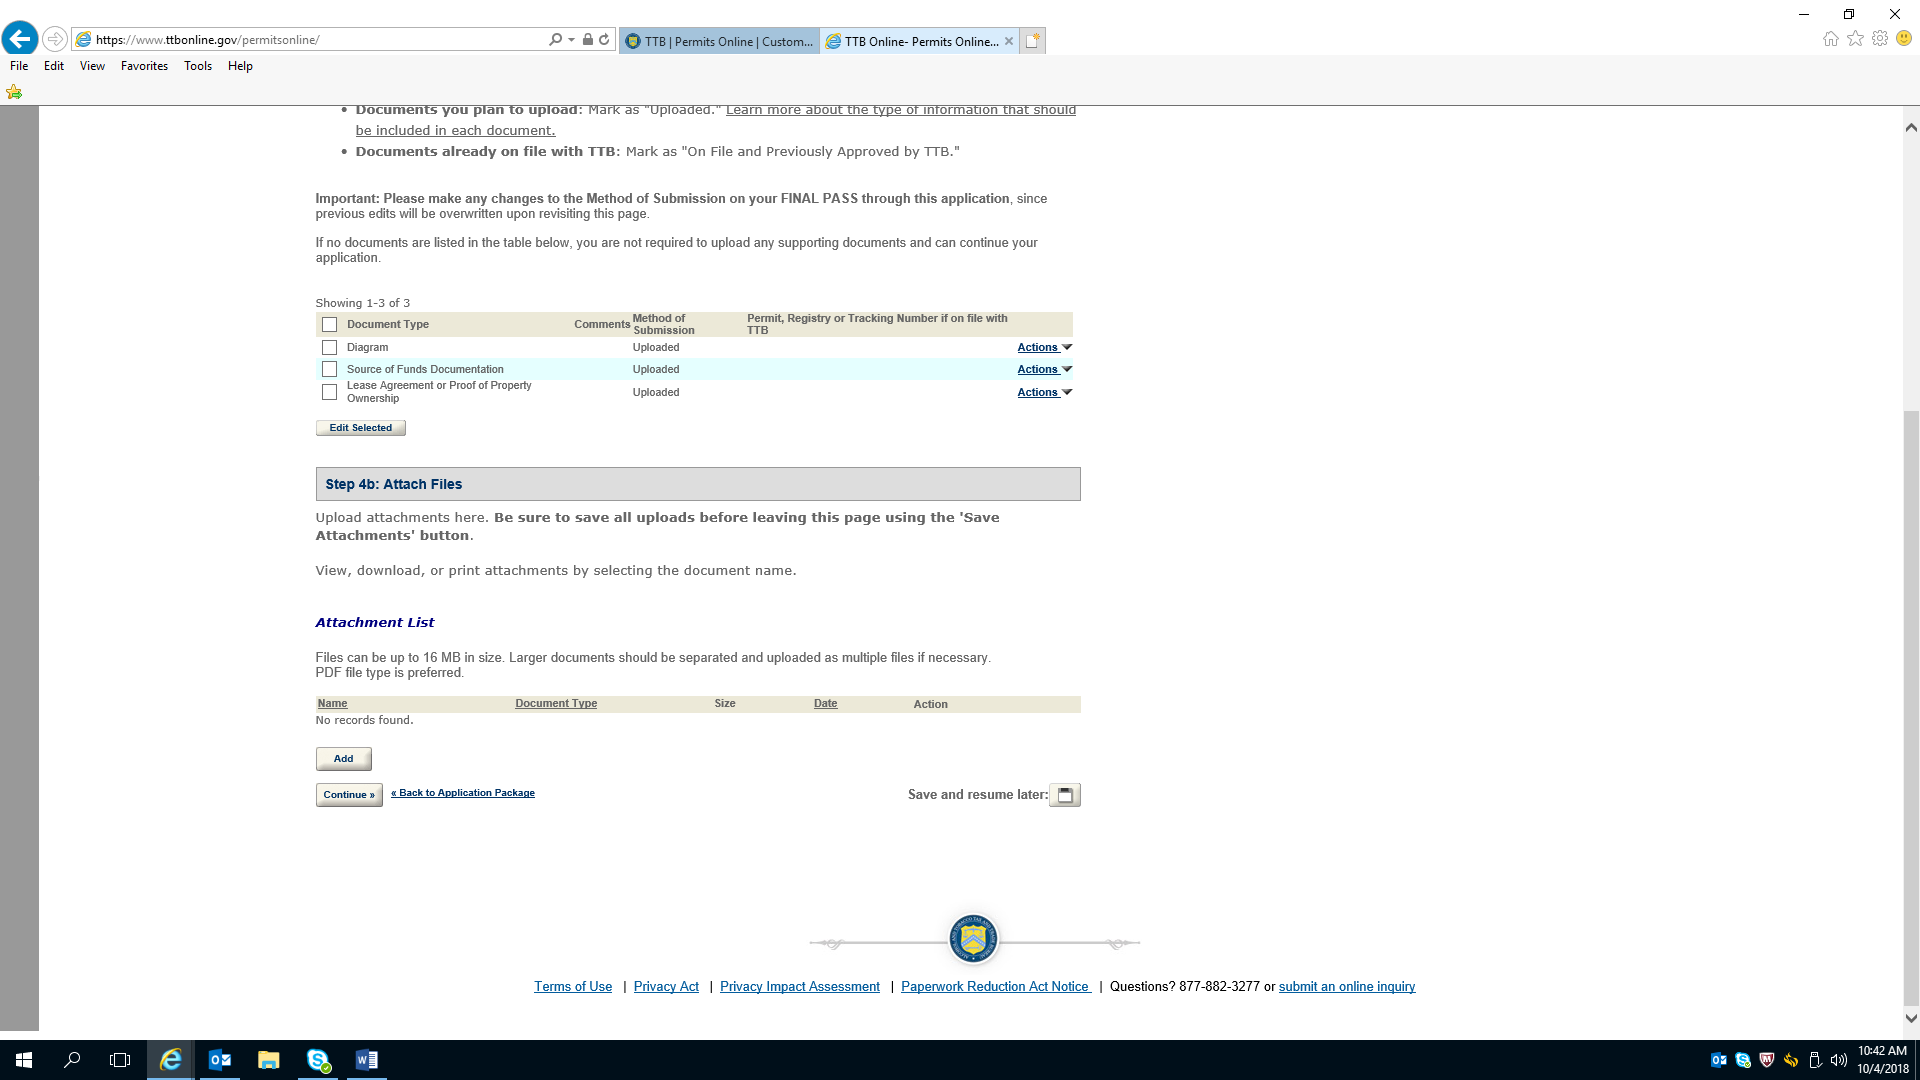 https://www.ttbonline.gov/permitsonline/
TTB | Permits Online | Custom...
TTB Online- Permits Online...
File Edit View Favorites Tools Help
• Documents you plan to upload: Mark as "Uploaded." Learn more about the type of information that should
be included in each document.
• Documents already on file with TTB: Mark as "On File and Previously Approved by TTB."
Important: Please make any changes to the Method of Submission on your FINAL PASS through this application, since
previous edits will be overwritten upon revisiting this page.
If no documents are listed in the table below, you are not required to upload any supporting documents and can continue your
application.
Showing 1-3 of 3
Document Type Comments Method of Submission Permit, Registry or Tracking Number if on file with TTB
Diagram Uploaded Actions
Source of Funds Documentation Uploaded Actions
Lease Agreement or Proof of Property Ownership Uploaded Actions
Edit Selected
Step 4b: Attach Files
Upload attachments here. Be sure to save all uploads before leaving this page using the 'Save
Attachments' button.
View, download, or print attachments by selecting the document name.
Attachment List
Files can be up to 16 MB in size. Larger documents should be separated and uploaded as multiple files if necessary.
PDF file type is preferred.
Name Document Type Size Date Action
No records found.
Add
Continue » « Back to Application Package Save and resume later:
Terms of Use | Privacy Act | Privacy Impact Assessment | Paperwork Reduction Act Notice | Questions? 877-882-3277 or submit an online inquiry
10:42 AM
10/4/2018